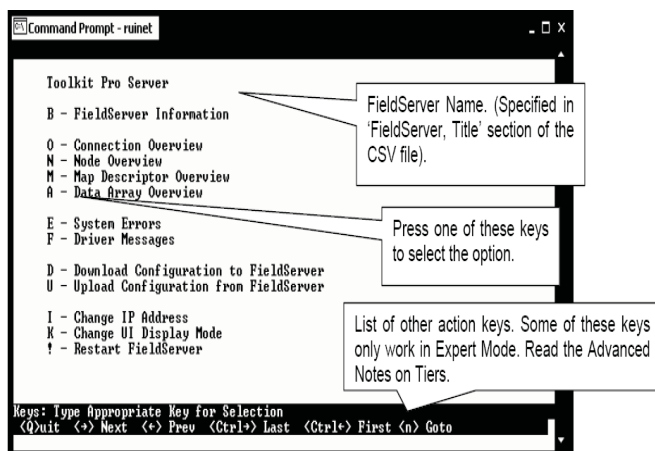 Command Prompt - ruinet
Toolkit Pro Server
B - FieldServer Information
O - Connection Overview
N - Node Overview
M - Map Descriptor Overview
A - Data Array Overview
E - System Errors
F - Driver Messages
D - Download Configuration to FieldServer
U - Upload Configuration from FieldServer
I - Change IP Address
K - Change UI Display Mode
! - Restart FieldServer
FieldServer Name. (Specified in
‘FieldServer, Title’ section of the
CSV file).
Press one of these keys
to select the option.
List of other action keys. Some of these keys
only work in Expert Mode. Read the Advanced
Notes on Tiers.
Keys: Type Appropriate Key for Selection
<Q>uit <→> Next <←> Prev <Ctrl→> Last <Ctrl←> First <n> Goto